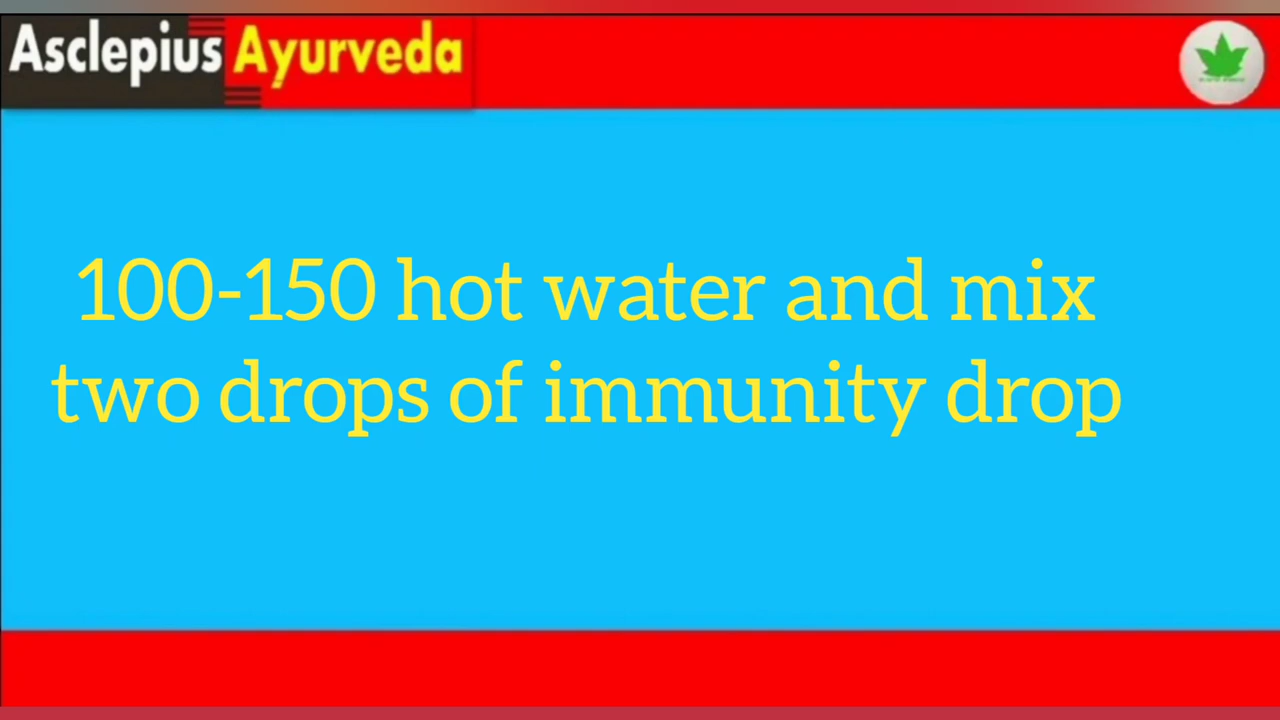 Asclepius Ayurveda
100-150 hot water and mix
two drops of immunity drop